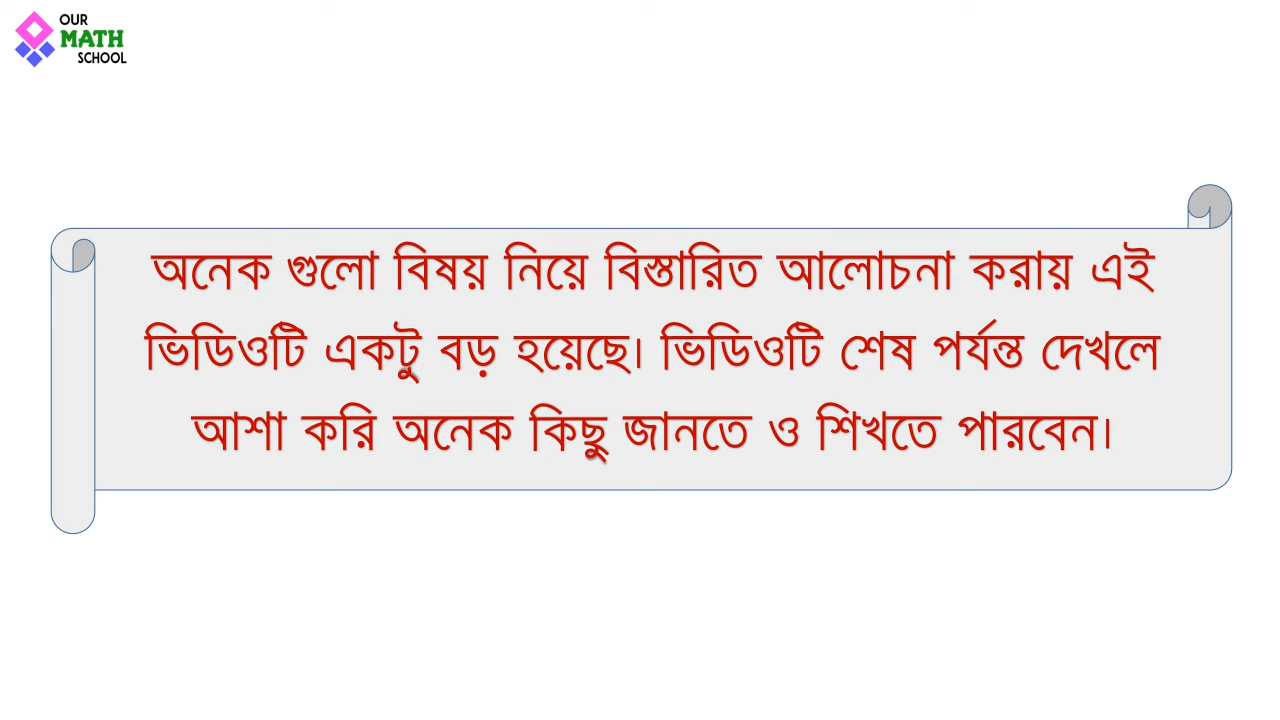 OUR
MATH
SCHOOL
অনেক গুলো বিষয় নিয়ে বিস্তারিত আলোচনা করায় এই
ভিডিওটি একটু বড় হয়েছে। ভিডিওটি শেষ পর্যন্ত দেখলে
আশা করি অনেক কিছু জানতে ও শিখতে পারবেন।